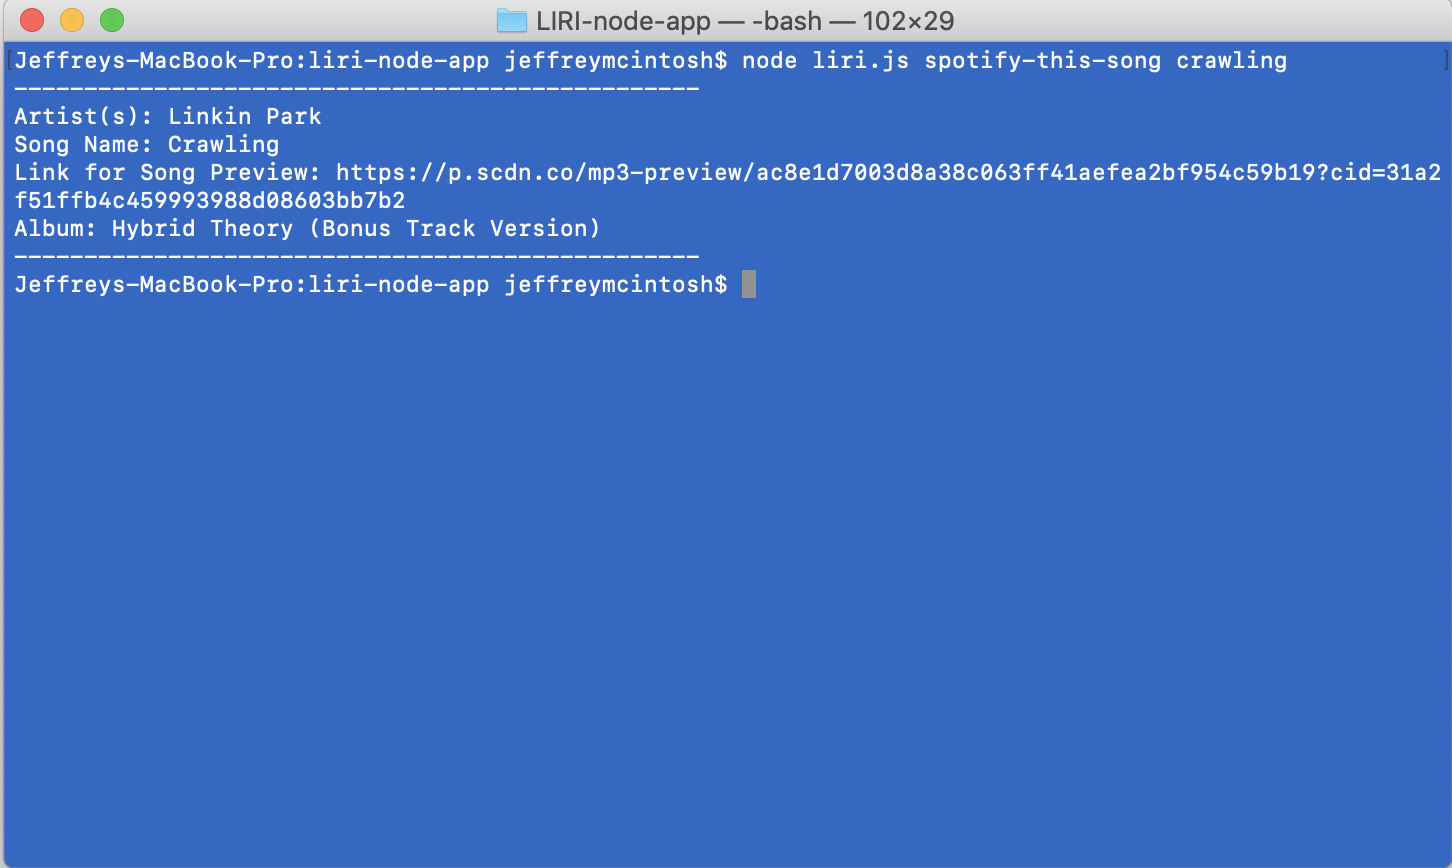 LIRI-node-app — -bash — 102×29
[Jeffreys-MacBook-Pro:liri-node-app jeffreymcintosh$ node liri.js spotify-this-song crawling ]
-------------------------------------------------
Artist(s): Linkin Park
Song Name: Crawling
Link for Song Preview: https://p.scdn.co/mp3-preview/ac8e1d7003d8a38c063ff41aefea2bf954c59b19?cid=31a2
f51ffb4c459993988d08603bb7b2
Album: Hybrid Theory (Bonus Track Version)
-------------------------------------------------
Jeffreys-MacBook-Pro:liri-node-app jeffreymcintosh$